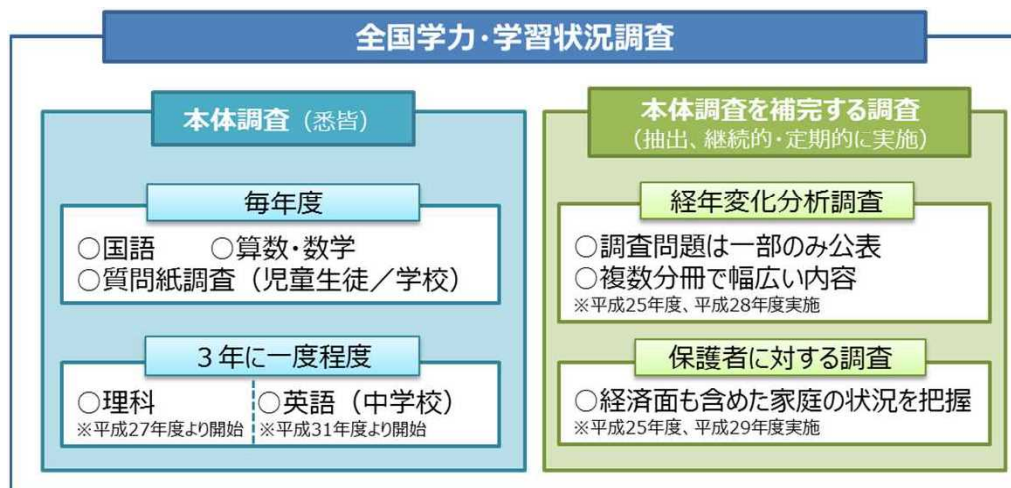 全国学力・学習状況調査
本体調査（悉皆）
毎年度
○国語　　○算数・数学
○質問紙調査（児童生徒／学校）
３年に一度程度
○理科
※平成27年度より開始
○英語（中学校）
※平成31年度より開始
本体調査を補完する調査
（抽出、継続的・定期的に実施）
経年変化分析調査
○調査問題は一部のみ公表
○複数分冊で幅広い内容
※平成25年度、平成28年度実施
保護者に対する調査
○経済面も含めた家庭の状況を把握
※平成25年度、平成29年度実施